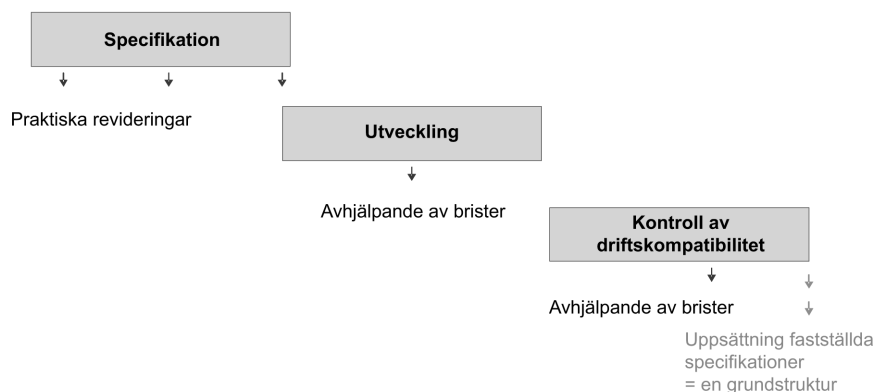 Specifikation
Praktiska revideringar
Utveckling
Avhjälpande av brister
Kontroll av
driftskompatibilitet
Avhjälpande av brister
Uppsättning fastställda
specifikationer
= en grundstruktur